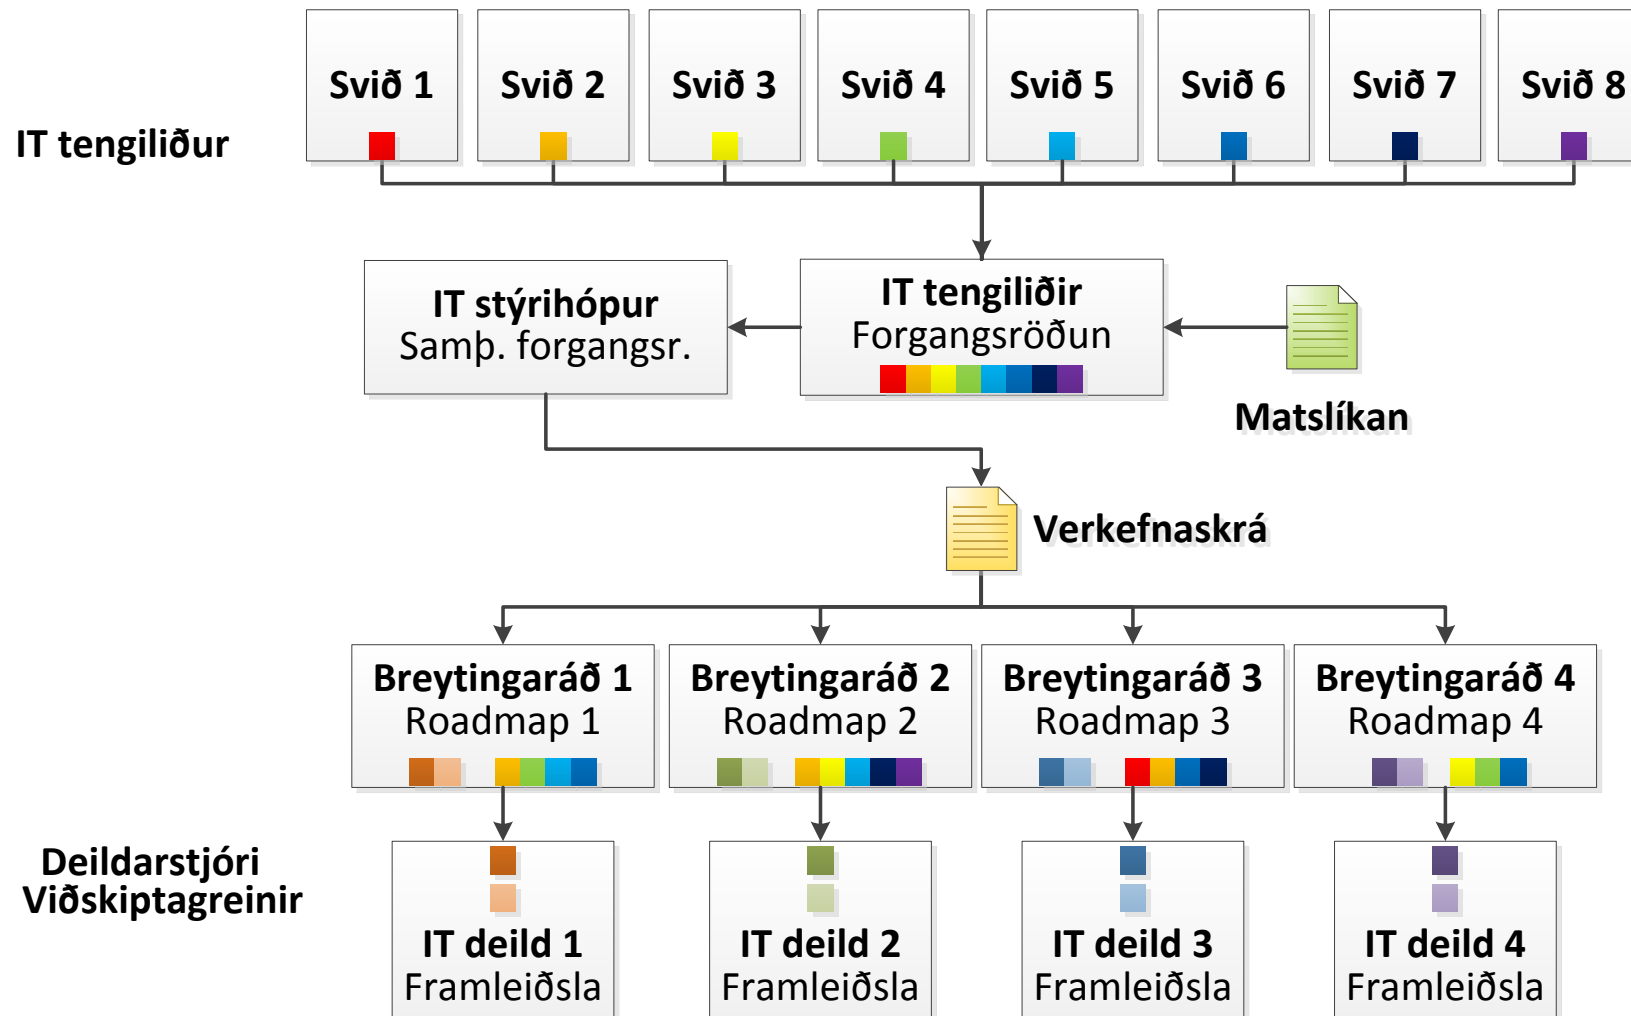 Svið 1
Svið 2
Svið 3
Svið 4
Svið 5
Svið 6
Svið 7
Svið 8
IT tengiliður
IT stýrihópur
Samþ. forgangsr.
IT tengiliðir
Forgangsröðun
Matslíkan
Verkefnaskrá
Breytingaráð 1
Roadmap 1
Breytingaráð 2
Roadmap 2
Breytingaráð 3
Roadmap 3
Breytingaráð 4
Roadmap 4
Deildarstjóri
Viðskiptagreinir
IT deild 1
Framleiðsla
IT deild 2
Framleiðsla
IT deild 3
Framleiðsla
IT deild 4
Framleiðsla